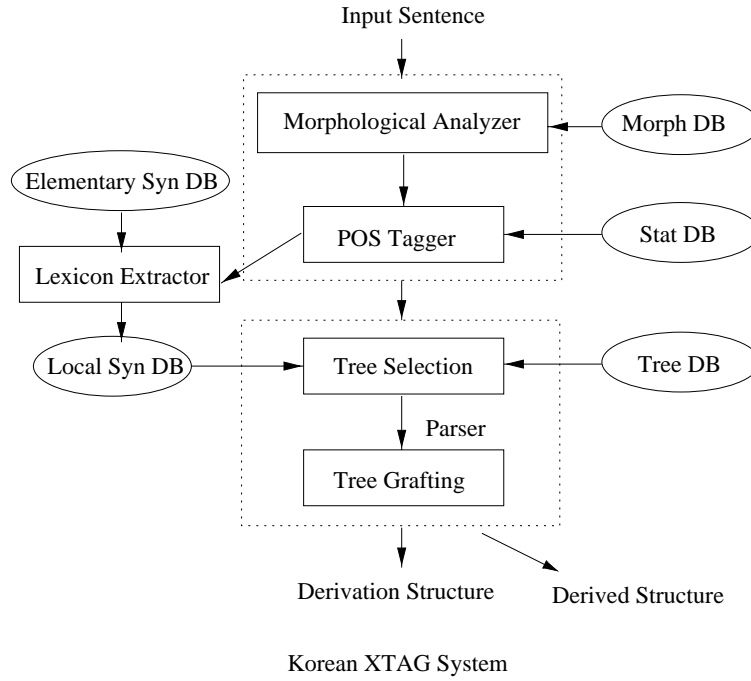 Input Sentence
Morphological Analyzer
Morph DB
Elementary Syn DB
POS Tagger
Stat DB
Lexicon Extractor
Local Syn DB
Tree Selection
Tree DB
Parser
Tree Grafting
Derivation Structure
Derived Structure
Korean XTAG System